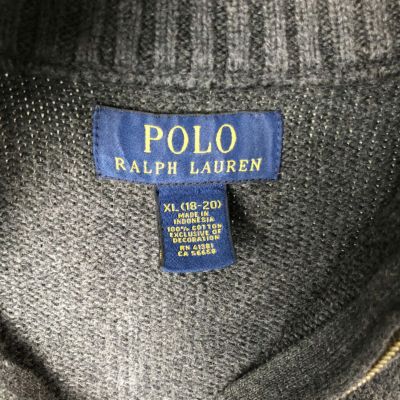 POLO
RALPH LAUREN
XL (18-20)
MADE IN
INDONESIA
100% COTTON
EXCLUSIVE OF
DECORATION
RN 41381
CA 56658